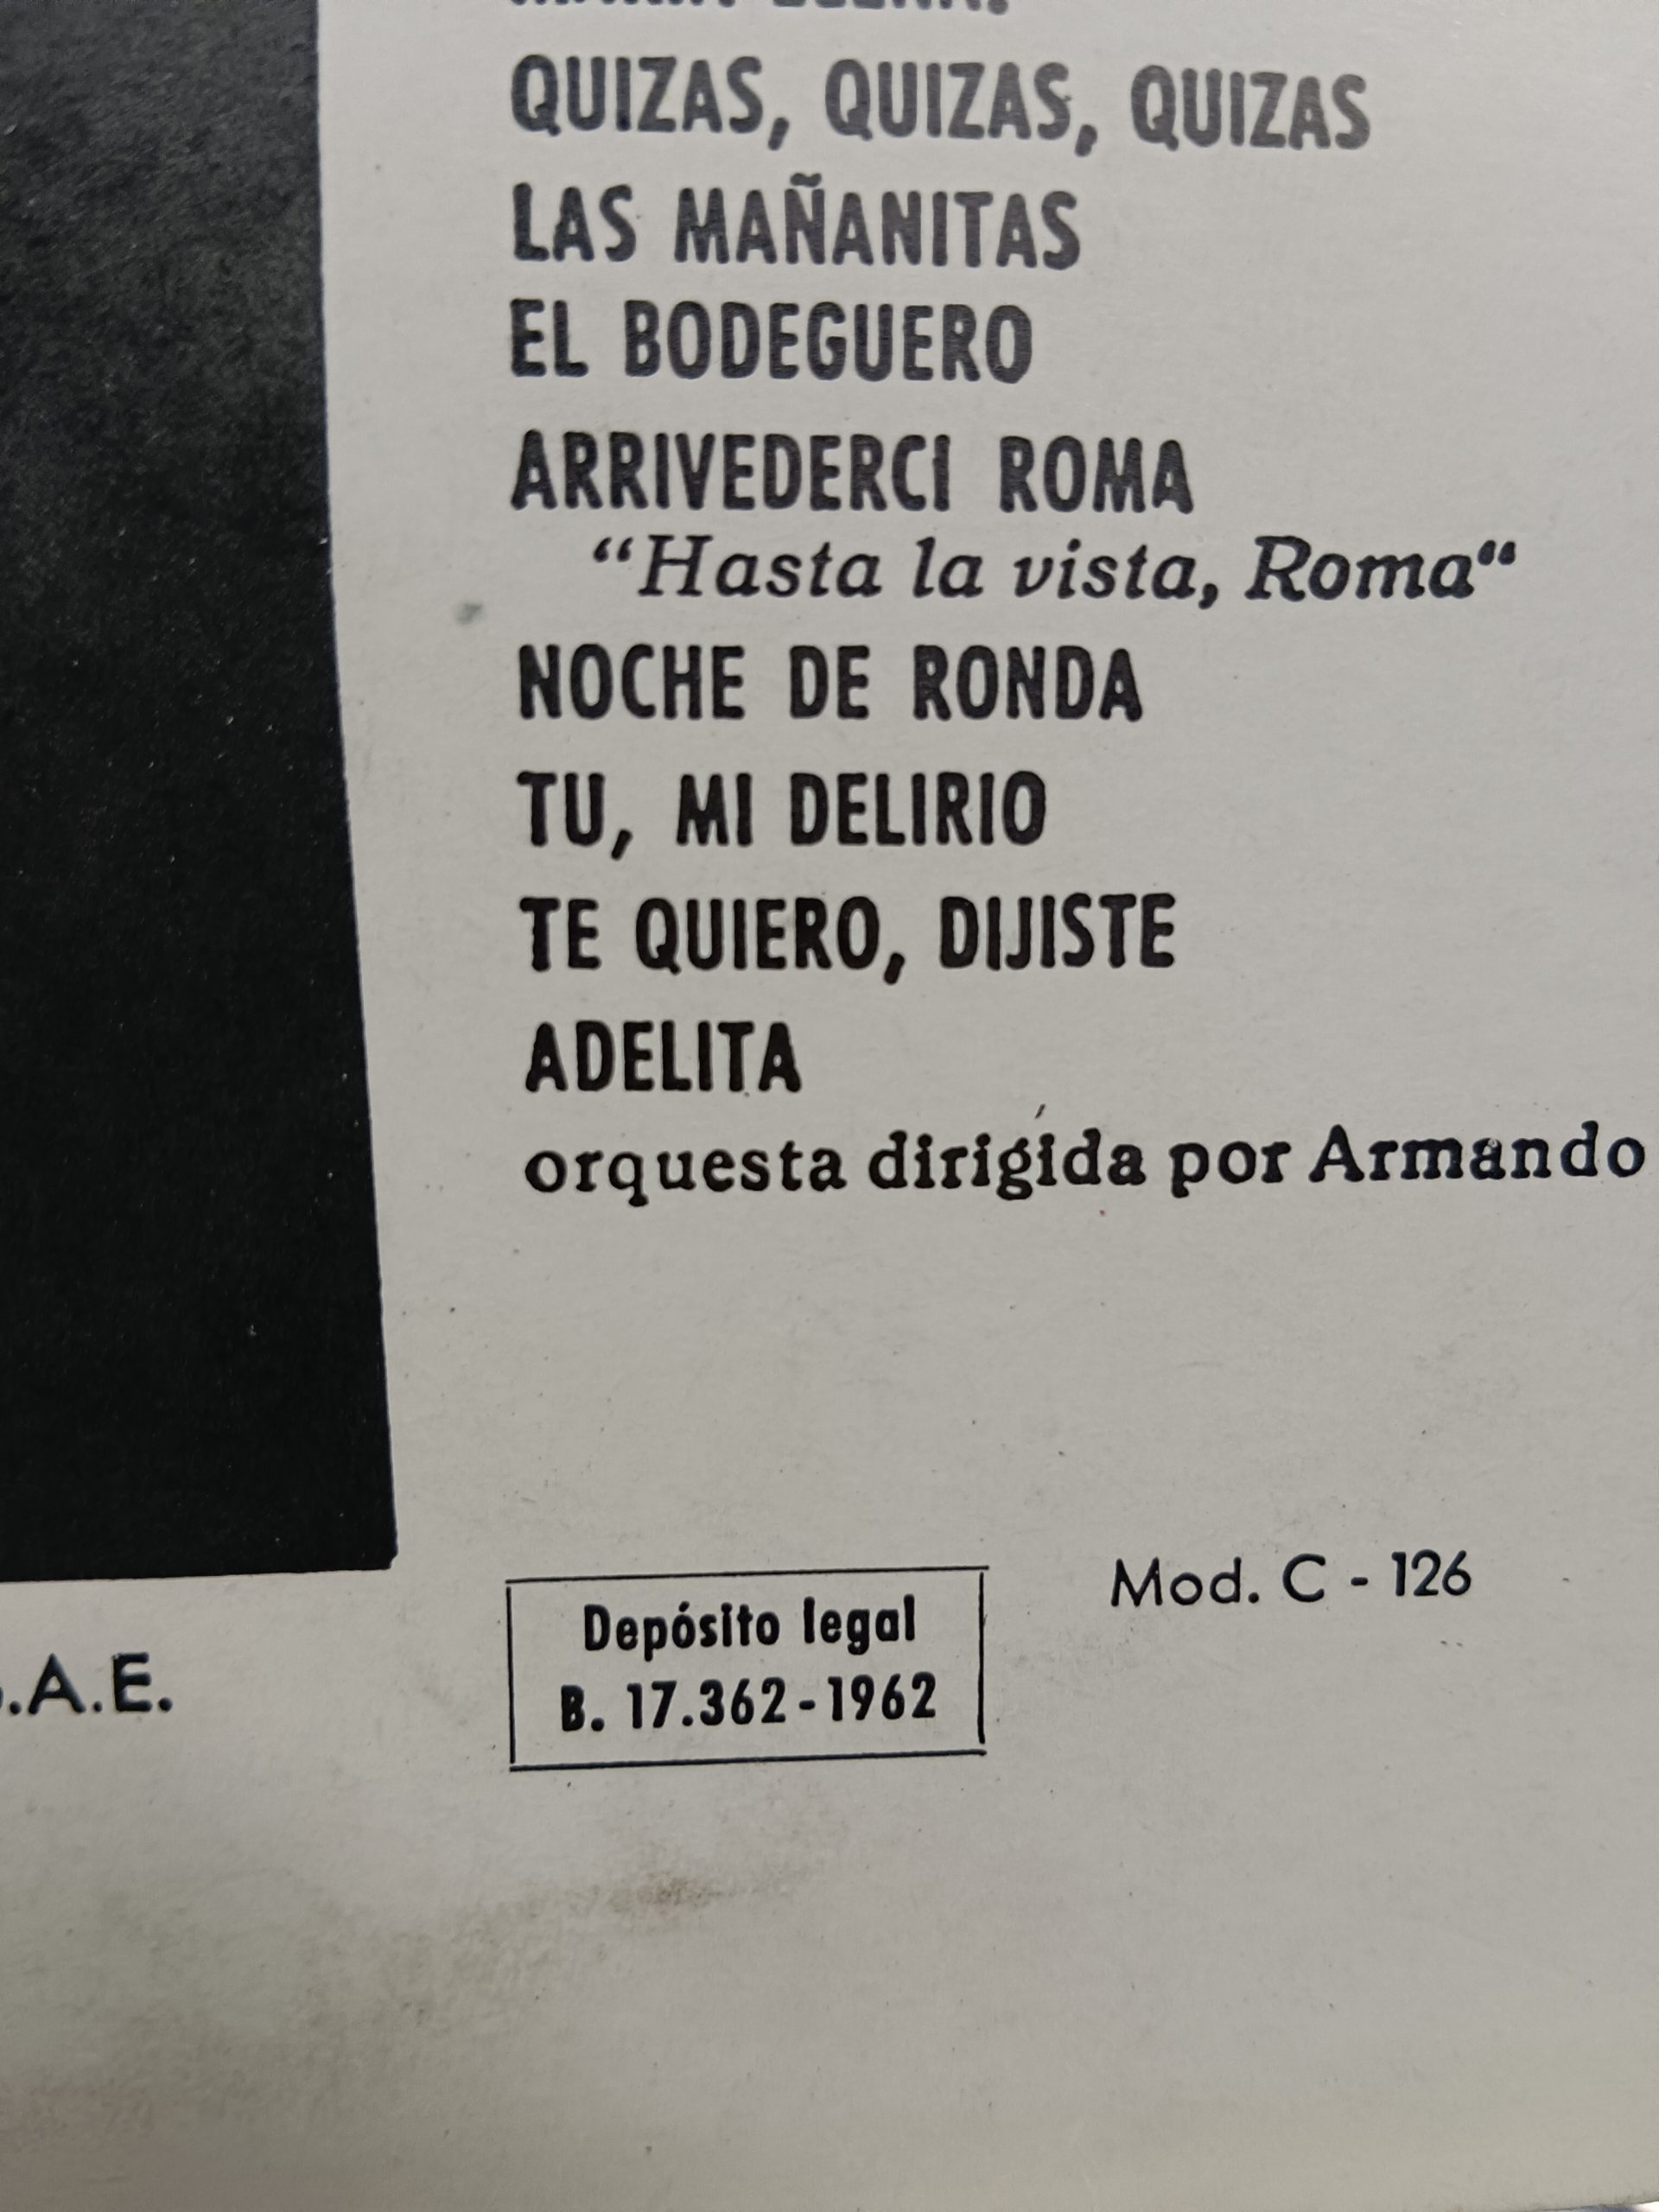 QUIZAS, QUIZAS, QUIZAS
LAS MAÑANITAS
EL BODEGUERO
ARRIVEDERCI ROMA
“Hasta la vista, Roma“
NOCHE DE RONDA
TU, MI DELIRIO
TE QUIERO, DIJISTE
ADELITA
orquesta dirigida por Armando
Mod. C - 126
Depósito legal
.A.E.
B. 17.362-1962